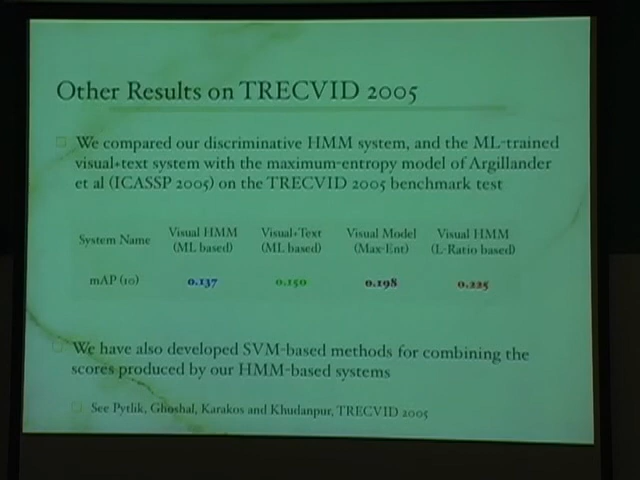 Other Results on TRECVID 2005
We compared our discriminative HMM system, and the ML-trained
visual+text system with the maximum-entropy model of Argillander
et al (ICASSP 2005) on the TRECVID 2005 benchmark test
System Name Visual HMM (ML based) Visual+Text (ML based) Visual Model (Max-Ent) Visual HMM (L-Ratio based)
mAP (10) 0.137 0.150 0.198 0.225
We have also developed SVM-based methods for combining the
scores produced by our HMM-based systems
See Pytlik, Ghoshal, Karakos and Khudanpur, TRECVID 2005